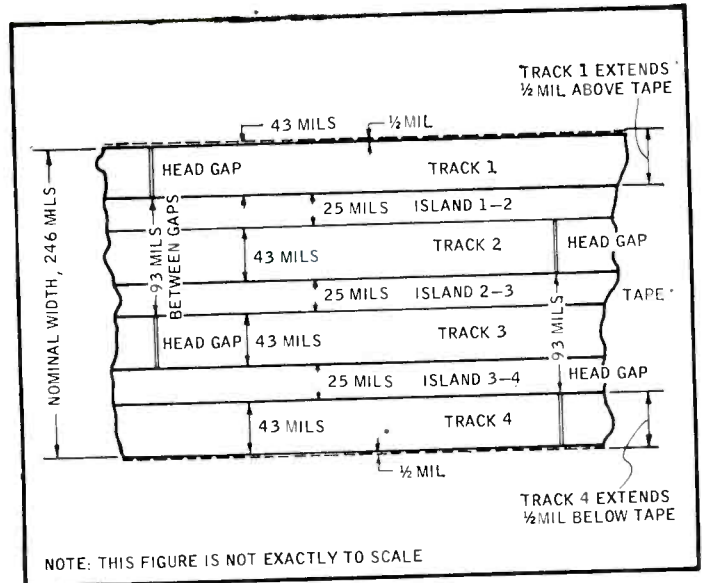 TRACK 1 EXTENDS
½ MIL ABOVE TAPE
43 MILS
½ MIL
HEAD GAP
TRACK 1
25 MILS
ISLAND 1–2
NOMINAL WIDTH, 246 MILS
93 MILS
BETWEEN GAPS
43 MILS
TRACK 2
HEAD GAP
25 MILS
ISLAND 2–3
TAPE
HEAD GAP
43 MILS
TRACK 3
93 MILS
25 MILS
ISLAND 3–4
HEAD GAP
43 MILS
TRACK 4
½ MIL
TRACK 4 EXTENDS
½ MIL BELOW TAPE
NOTE: THIS FIGURE IS NOT EXACTLY TO SCALE